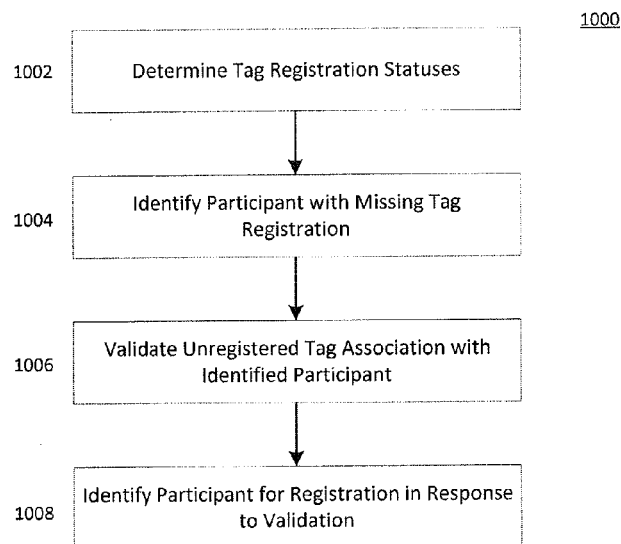 1000
1002
Determine Tag Registration Statuses
1004
Identify Participant with Missing Tag
Registration
1006
Validate Unregistered Tag Association with
Identified Participant
1008
Identify Participant for Registration in Response
to Validation